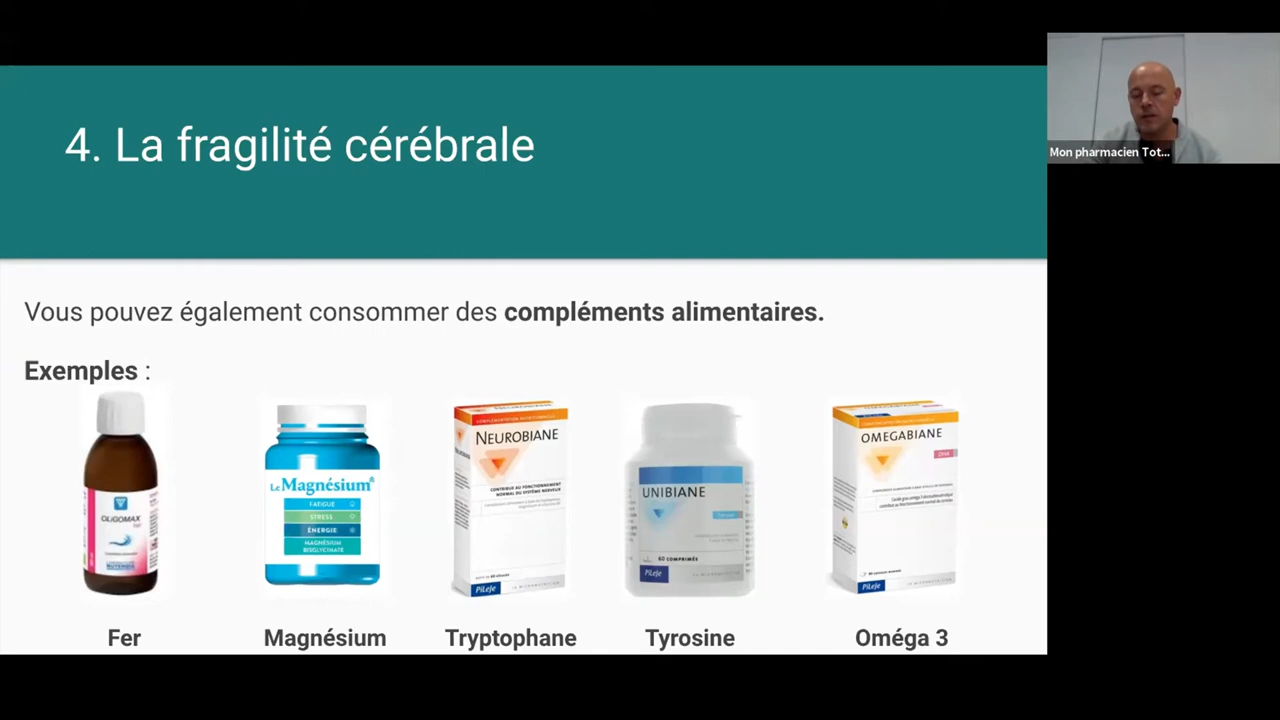 4. La fragilité cérébrale
Mon pharmacien Tot...
Vous pouvez également consommer des compléments alimentaires.
Exemples :
OLIGOMAX
NUTERGIA
Le Magnésium®
FATIGUE
STRESS
ÉNERGIE
MAGNÉSIUM
BISGLYCINATE
NEUROBIANE
CONTRIBUE AU FONCTIONNEMENT
NORMAL DU SYSTÈME NERVEUX
PiLeJe
UNIBIANE
60 COMPRIMÉS
PiLeJe
OMEGABIANE
DHA
PiLeJe
Fer
Magnésium
Tryptophane
Tyrosine
Oméga 3